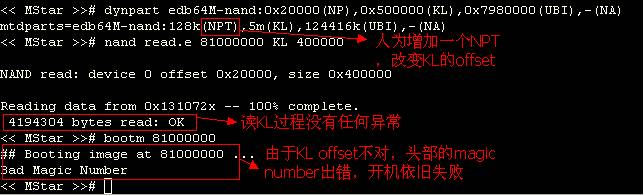 << MStar >># dynpart edb64M-nand:0x20000(NP),0x500000(KL),0x7980000(UBI),-(NA)
mtdparts=edb64M-nand:128k(NPT),5m(KL),124416k(UBI),-(NA)
<< MStar >># nand read.e 81000000 KL 400000
人为增加一个NPT
，改变KL的offset
NAND read: device 0 offset 0x20000, size 0x400000
Reading data from 0x131072x -- 100% complete.
4194304 bytes read: OK
读KL过程没有任何异常
<< MStar >># bootm 81000000
## Booting image at 81000000 ...
Bad Magic Number
由于KL offset不对，头部的magic
number出错，开机依旧失败
<< MStar >>#